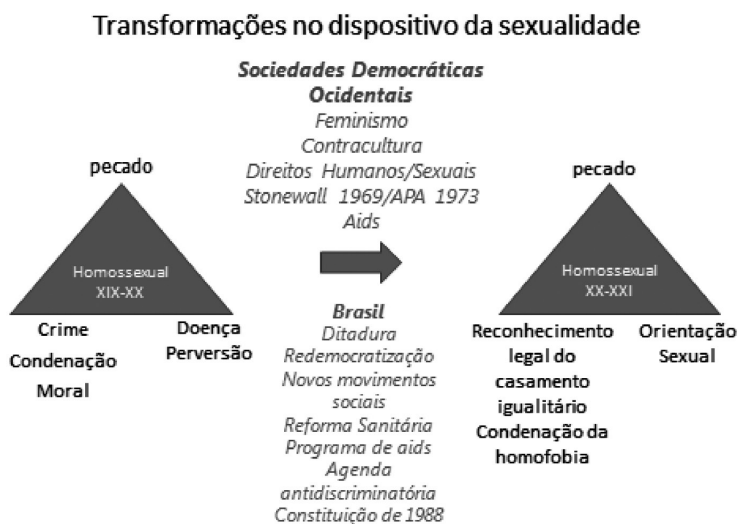 Transformações no dispositivo da sexualidade
Sociedades Democráticas
Ocidentais
Feminismo
Contracultura
Direitos Humanos/Sexuais
Stonewall 1969/APA 1973
Aids
pecado
Homossexual
XIX-XX
Crime
Condenação
Moral
Doença
Perversão
Brasil
Ditadura
Redemocratização
Novos movimentos
sociais
Reforma Sanitária
Programa de aids
Agenda
antidiscriminatória
Constituição de 1988
pecado
Homossexual
XX-XXI
Reconhecimento
legal do
casamento
igualitário
Condenação da
homofobia
Orientação
Sexual